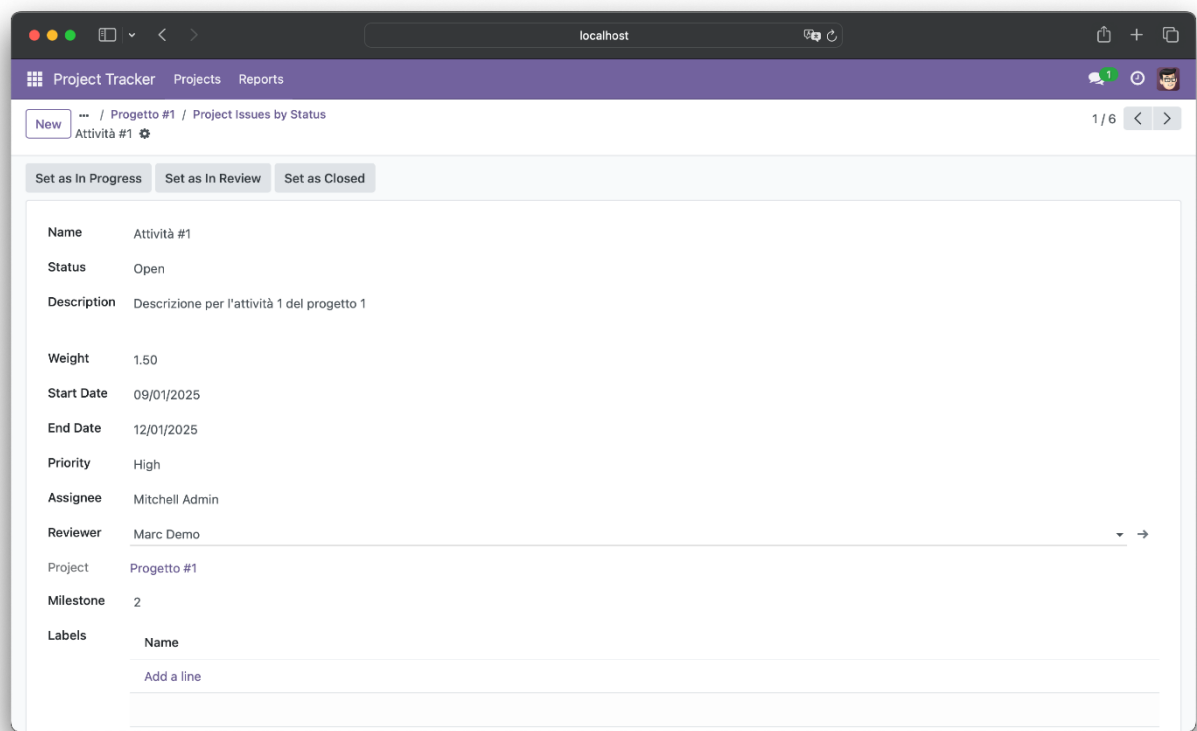 localhost
Project Tracker Projects Reports 1
New ... / Progetto #1 / Project Issues by Status 1 / 6
Attività #1
Set as In Progress Set as In Review Set as Closed
Name Attività #1
Status Open
Description Descrizione per l'attività 1 del progetto 1
Weight 1.50
Start Date 09/01/2025
End Date 12/01/2025
Priority High
Assignee Mitchell Admin
Reviewer Marc Demo
Project Progetto #1
Milestone 2
Labels Name
Add a line